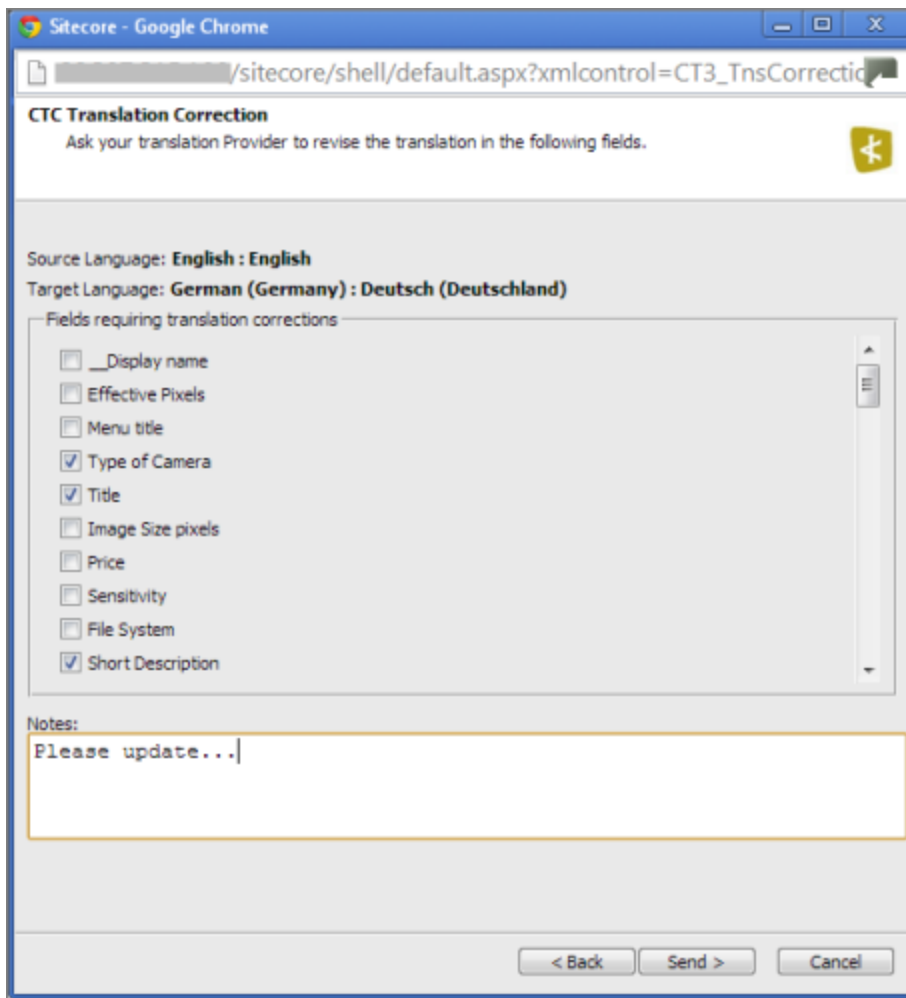 Sitecore - Google Chrome
/sitecore/shell/default.aspx?xmlcontrol=CT3_TnsCorrectio
CTC Translation Correction
Ask your translation Provider to revise the translation in the following fields.
Source Language: English : English
Target Language: German (Germany) : Deutsch (Deutschland)
Fields requiring translation corrections
__Display name
Effective Pixels
Menu title
Type of Camera
Title
Image Size pixels
Price
Sensitivity
File System
Short Description
Notes:
Please update...
< Back Send > Cancel